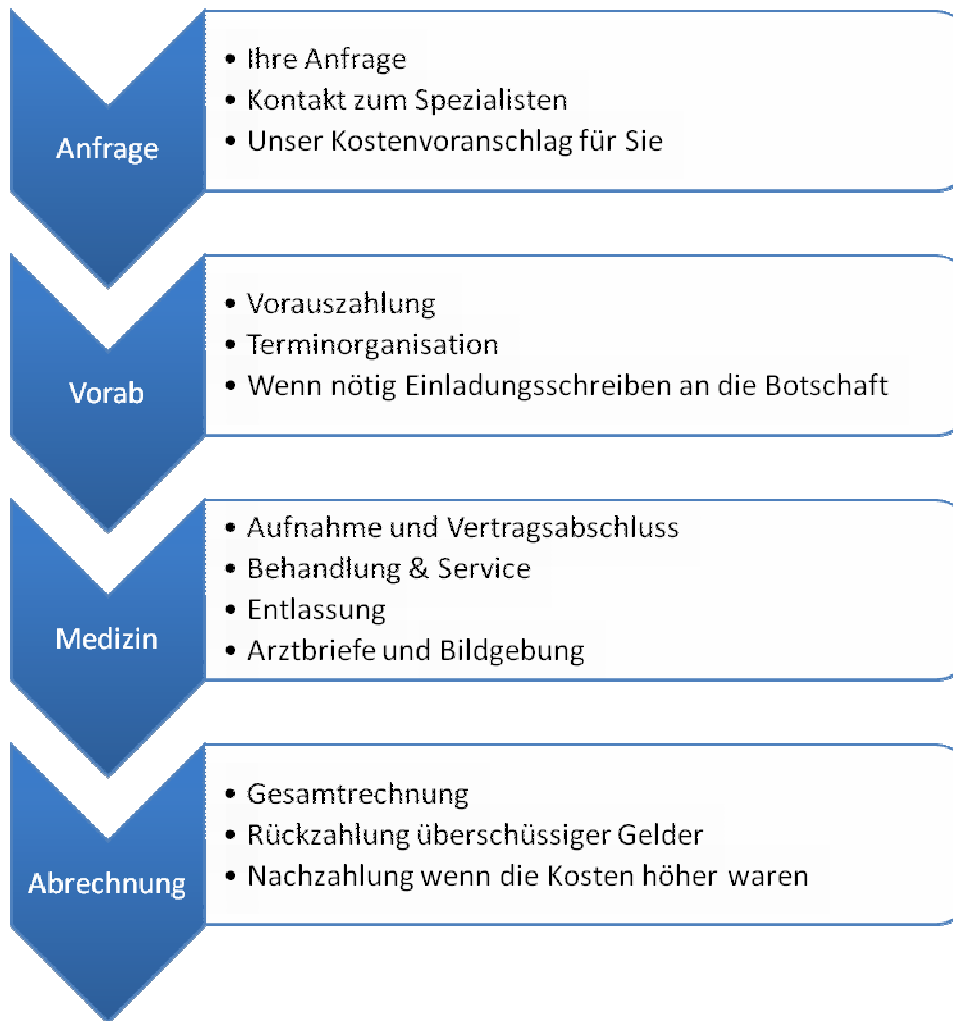 Anfrage
• Ihre Anfrage
• Kontakt zum Spezialisten
• Unser Kostenvoranschlag für Sie
Vorab
• Vorauszahlung
• Terminorganisation
• Wenn nötig Einladungsschreiben an die Botschaft
Medizin
• Aufnahme und Vertragsabschluss
• Behandlung & Service
• Entlassung
• Arztbriefe und Bildgebung
Abrechnung
• Gesamtrechnung
• Rückzahlung überschüssiger Gelder
• Nachzahlung wenn die Kosten höher waren